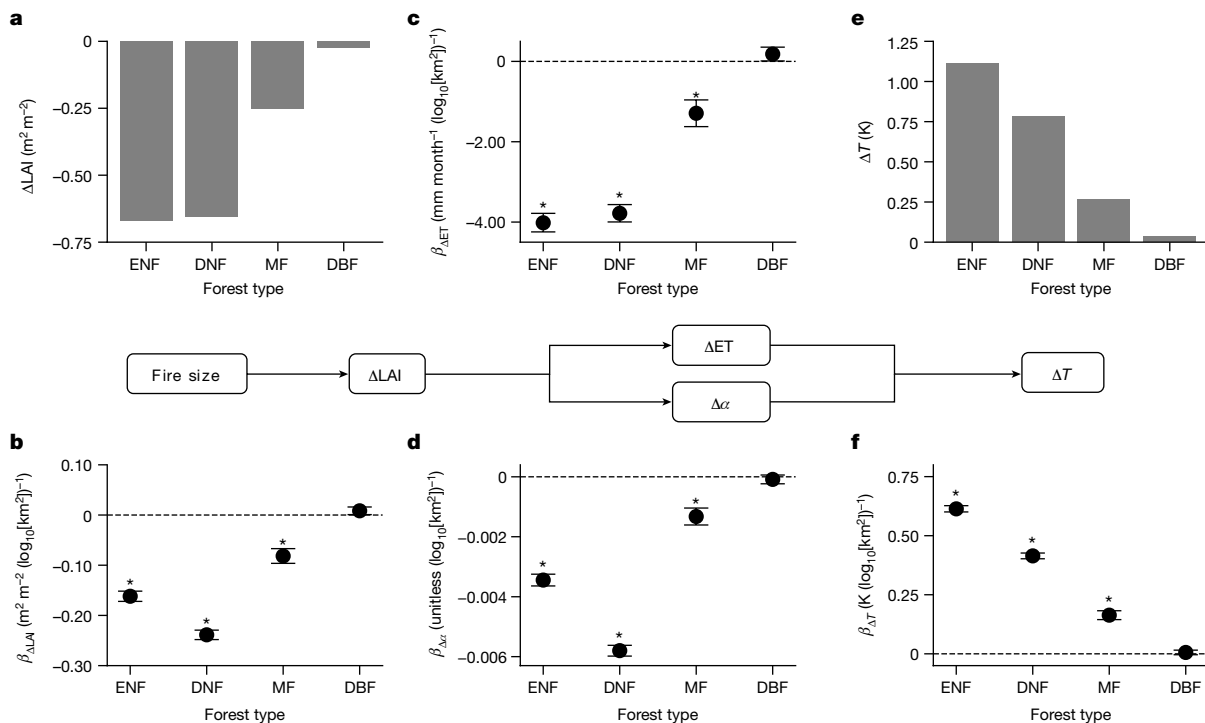 a
0
−0.25
−0.50
−0.75
ΔLAI (m² m⁻²)
ENF DNF MF DBF
Forest type
c
0
−2.00
−4.00
β_ΔET (mm month⁻¹ (log₁₀[km²])⁻¹)
* * *
ENF DNF MF DBF
Forest type
e
1.25
1.00
0.75
0.50
0.25
0
ΔT (K)
ENF DNF MF DBF
Forest type
Fire size
ΔLAI
ΔET
Δα
ΔT
b
0.10
0
−0.10
−0.20
−0.30
β_ΔLAI (m² m⁻² (log₁₀[km²])⁻¹)
* * *
ENF DNF MF DBF
Forest type
d
0
−0.002
−0.004
−0.006
β_Δα (unitless (log₁₀[km²])⁻¹)
* * *
ENF DNF MF DBF
Forest type
f
0.75
0.50
0.25
0
β_ΔT (K (log₁₀[km²])⁻¹)
* * *
ENF DNF MF DBF
Forest type